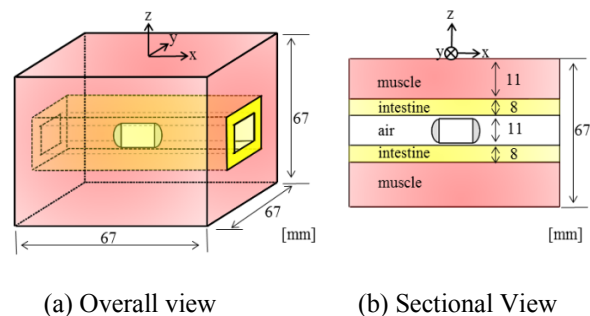 z
y
x
67
67
67
[mm]
z
y
x
muscle
11
intestine
8
air
11
67
intestine
8
muscle
[mm]
(a) Overall view
(b) Sectional View